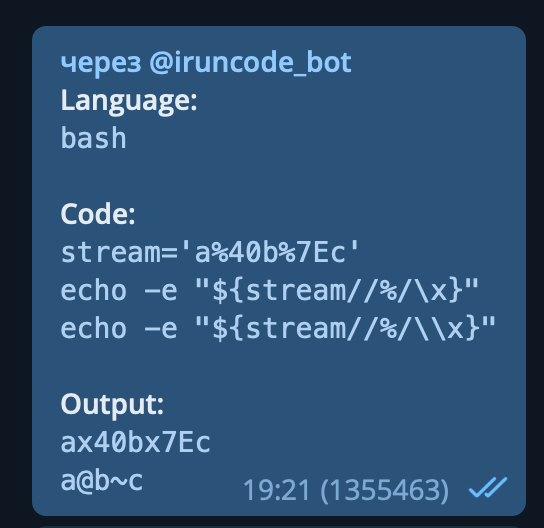 через @iruncode_bot
Language:
bash
Code:
stream='a%40b%7Ec'
echo -e "${stream//%/\x}"
echo -e "${stream//%/\\x}"
Output:
ax40bx7Ec
a@b~c
19:21 (1355463)